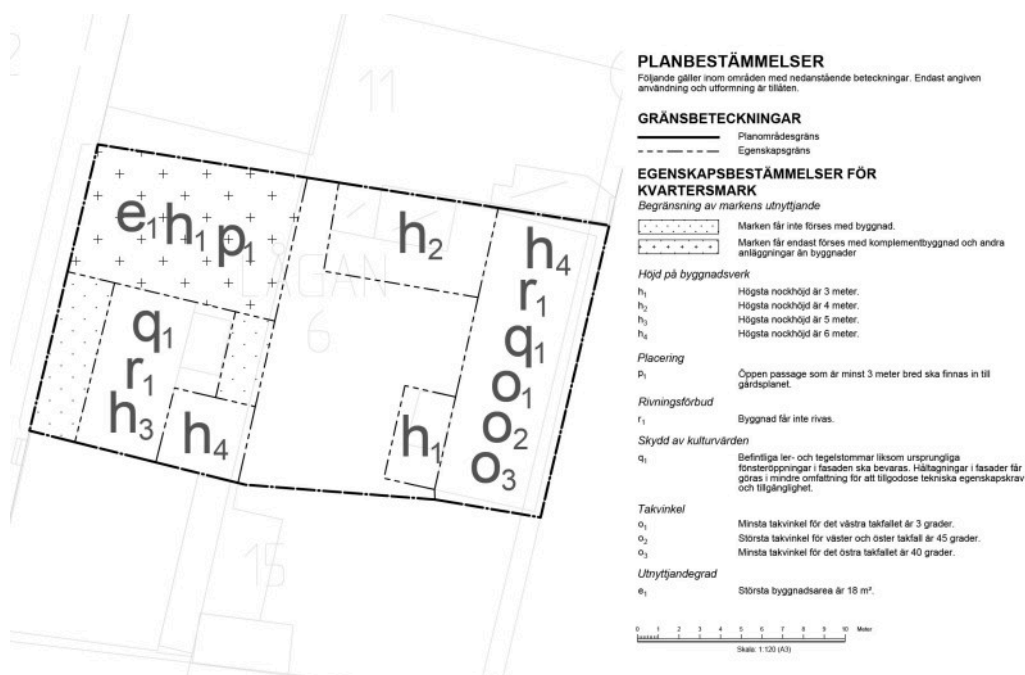 11
e₁h₁p₁
h₂
h₄
r₁
q₁
o₁
o₂
o₃
LÅGAN
6
q₁
r₁
h₃
h₄
h₁
15
PLANBESTÄMMELSER
Följande gäller inom områden med nedanstående beteckningar. Endast angiven
användning och utformning är tillåten.
GRÄNSBETECKNINGAR
Planområdesgräns
Egenskapsgräns
EGENSKAPSBESTÄMMELSER FÖR
KVARTERSMARK
Begränsning av markens utnyttjande
Marken får inte förses med byggnad.
Marken får endast förses med komplementbyggnad och andra
anläggningar än byggnader
Höjd på byggnadsverk
h₁ Högsta nockhöjd är 3 meter.
h₂ Högsta nockhöjd är 4 meter.
h₃ Högsta nockhöjd är 5 meter.
h₄ Högsta nockhöjd är 6 meter.
Placering
p₁ Öppen passage som är minst 3 meter bred ska finnas in till
gårdsplanet.
Rivningsförbud
r₁ Byggnad får inte rivas.
Skydd av kulturvärden
q₁ Befintliga ler- och tegelstommar liksom ursprungliga
fönsteröppningar i fasaden ska bevaras. Håltagningar i fasader får
göras i mindre omfattning för att tillgodose tekniska egenskapskrav
och tillgänglighet.
Takvinkel
o₁ Minsta takvinkel för det västra takfallet är 3 grader.
o₂ Största takvinkel för väster och öster takfall är 45 grader.
o₃ Minsta takvinkel för det östra takfallet är 40 grader.
Utnyttjandegrad
e₁ Största byggnadsarea är 18 m².
0 1 2 3 4 5 6 7 8 9 10 Meter
Skala: 1:120 (A3)